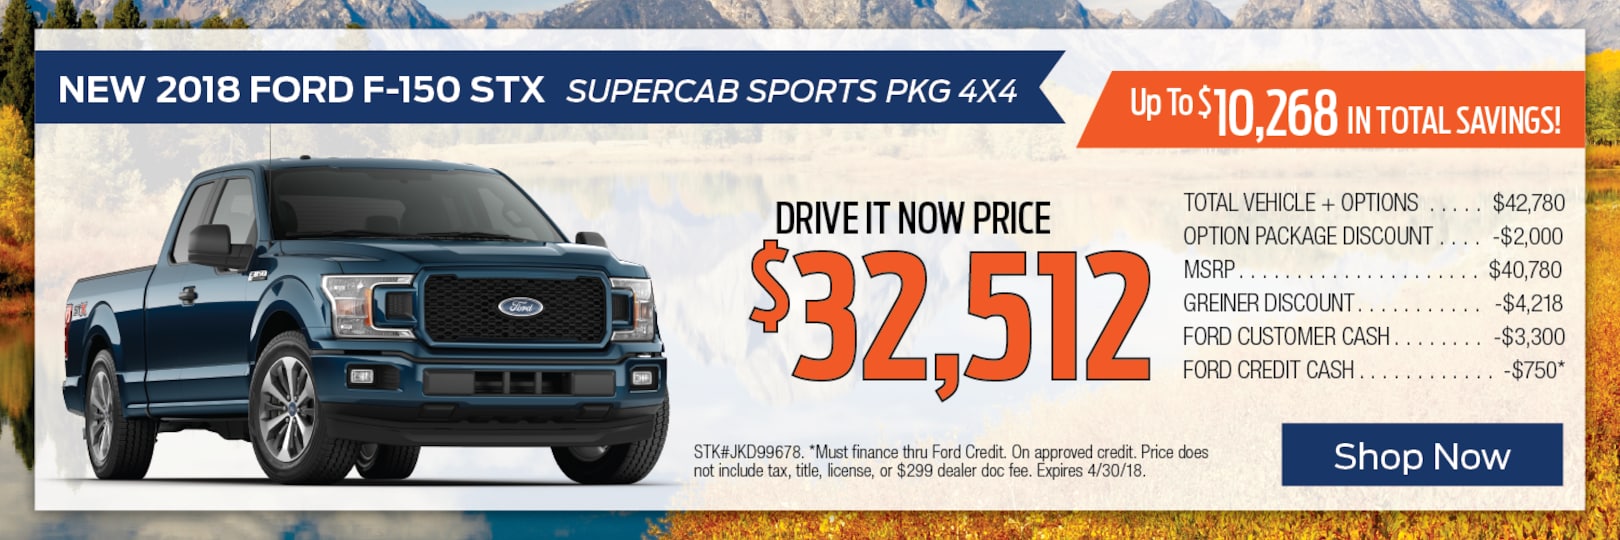 NEW 2018 FORD F-150 STX SUPERCAB SPORTS PKG 4X4
Up To $10,268 IN TOTAL SAVINGS!
DRIVE IT NOW PRICE
$32,512
TOTAL VEHICLE + OPTIONS ..... $42,780
OPTION PACKAGE DISCOUNT .... -$2,000
MSRP..................... $40,780
GREINER DISCOUNT........... -$4,218
FORD CUSTOMER CASH........ -$3,300
FORD CREDIT CASH............ -$750*
STX
F-150
Ford
STK#JKD99678. *Must finance thru Ford Credit. On approved credit. Price does
not include tax, title, license, or $299 dealer doc fee. Expires 4/30/18.
Shop Now